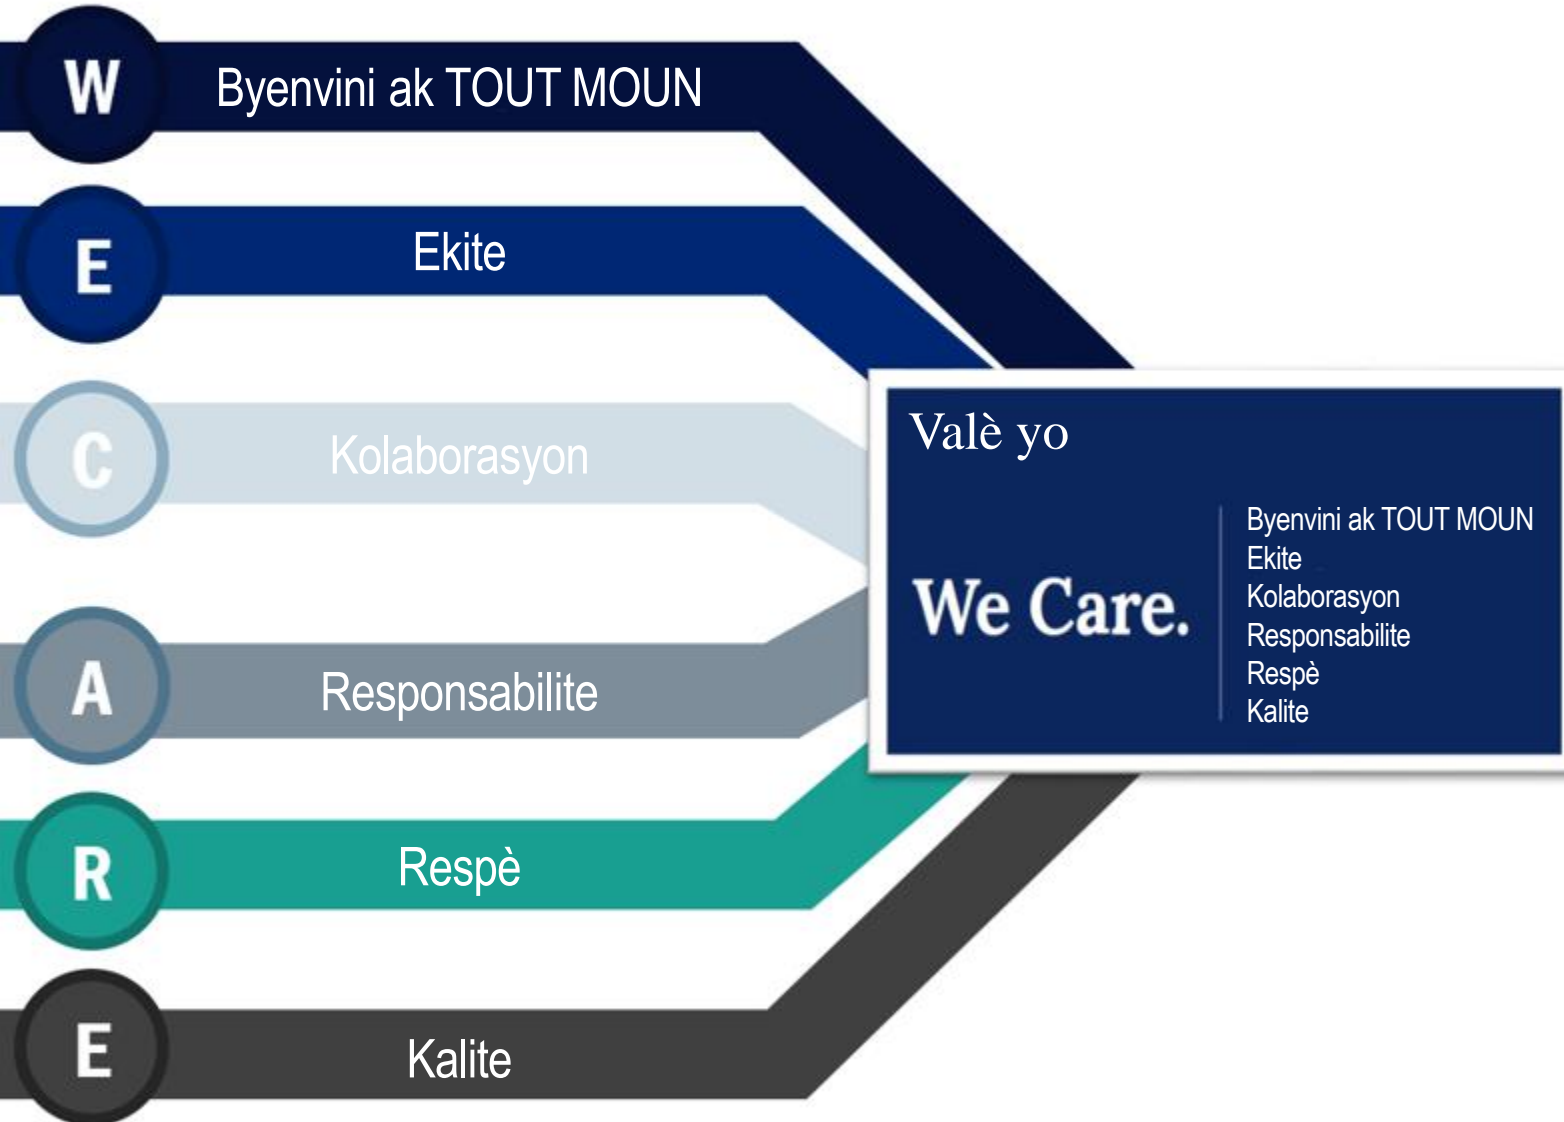 W
Byenvini ak TOUT MOUN
E
Ekite
C
Kolaborasyon
A
Responsabilite
R
Respè
E
Kalite
Valè yo
We Care.
Byenvini ak TOUT MOUN
Ekite
Kolaborasyon
Responsabilite
Respè
Kalite